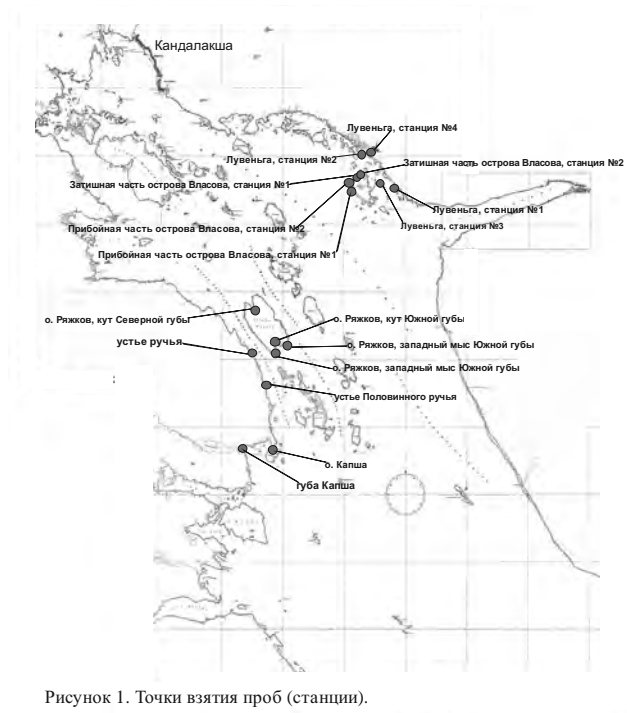 Кандалакша
Лувеньга, станция №4
Лувеньга, станция №2
Затишная часть острова Власова, станция №2
Затишная часть острова Власова, станция №1
Лувеньга, станция №1
Прибойная часть острова Власова, станция №2
Лувеньга, станция №3
Прибойная часть острова Власова, станция №1
о. Ряжков, кут Северной губы
о. Ряжков, кут Южной губы
устье ручья
о. Ряжков, западный мыс Южной губы
о. Ряжков, западный мыс Южной губы
устье Половинного ручья
о. Капша
губа Капша
Рисунок 1. Точки взятия проб (станции).